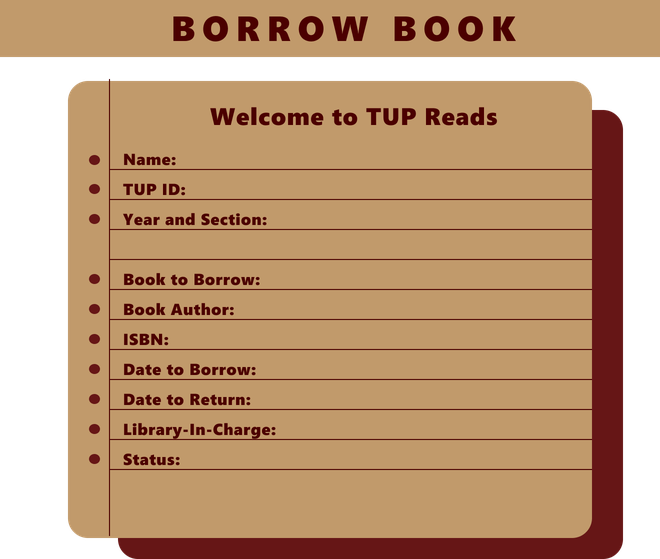 BORROW BOOK
Welcome to TUP Reads
Name:
TUP ID:
Year and Section:
Book to Borrow:
Book Author:
ISBN:
Date to Borrow:
Date to Return:
Library-In-Charge:
Status: